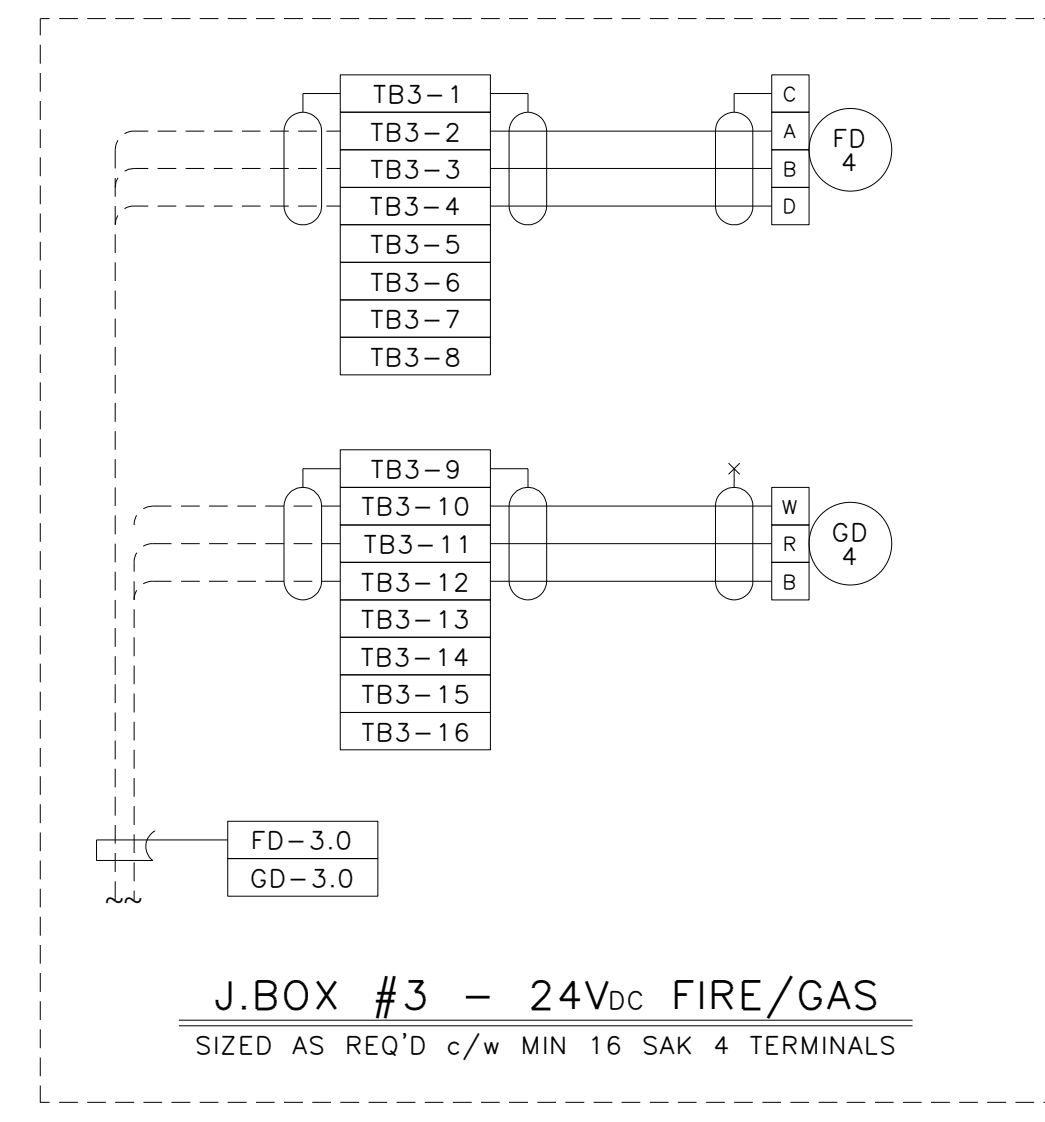 TB3-1
TB3-2
TB3-3
TB3-4
TB3-5
TB3-6
TB3-7
TB3-8
C
A
B
D
FD
4
TB3-9
TB3-10
TB3-11
TB3-12
TB3-13
TB3-14
TB3-15
TB3-16
W
R
B
GD
4
FD-3.0
GD-3.0
J.BOX #3 - 24VDC FIRE/GAS
SIZED AS REQ'D c/w MIN 16 SAK 4 TERMINALS